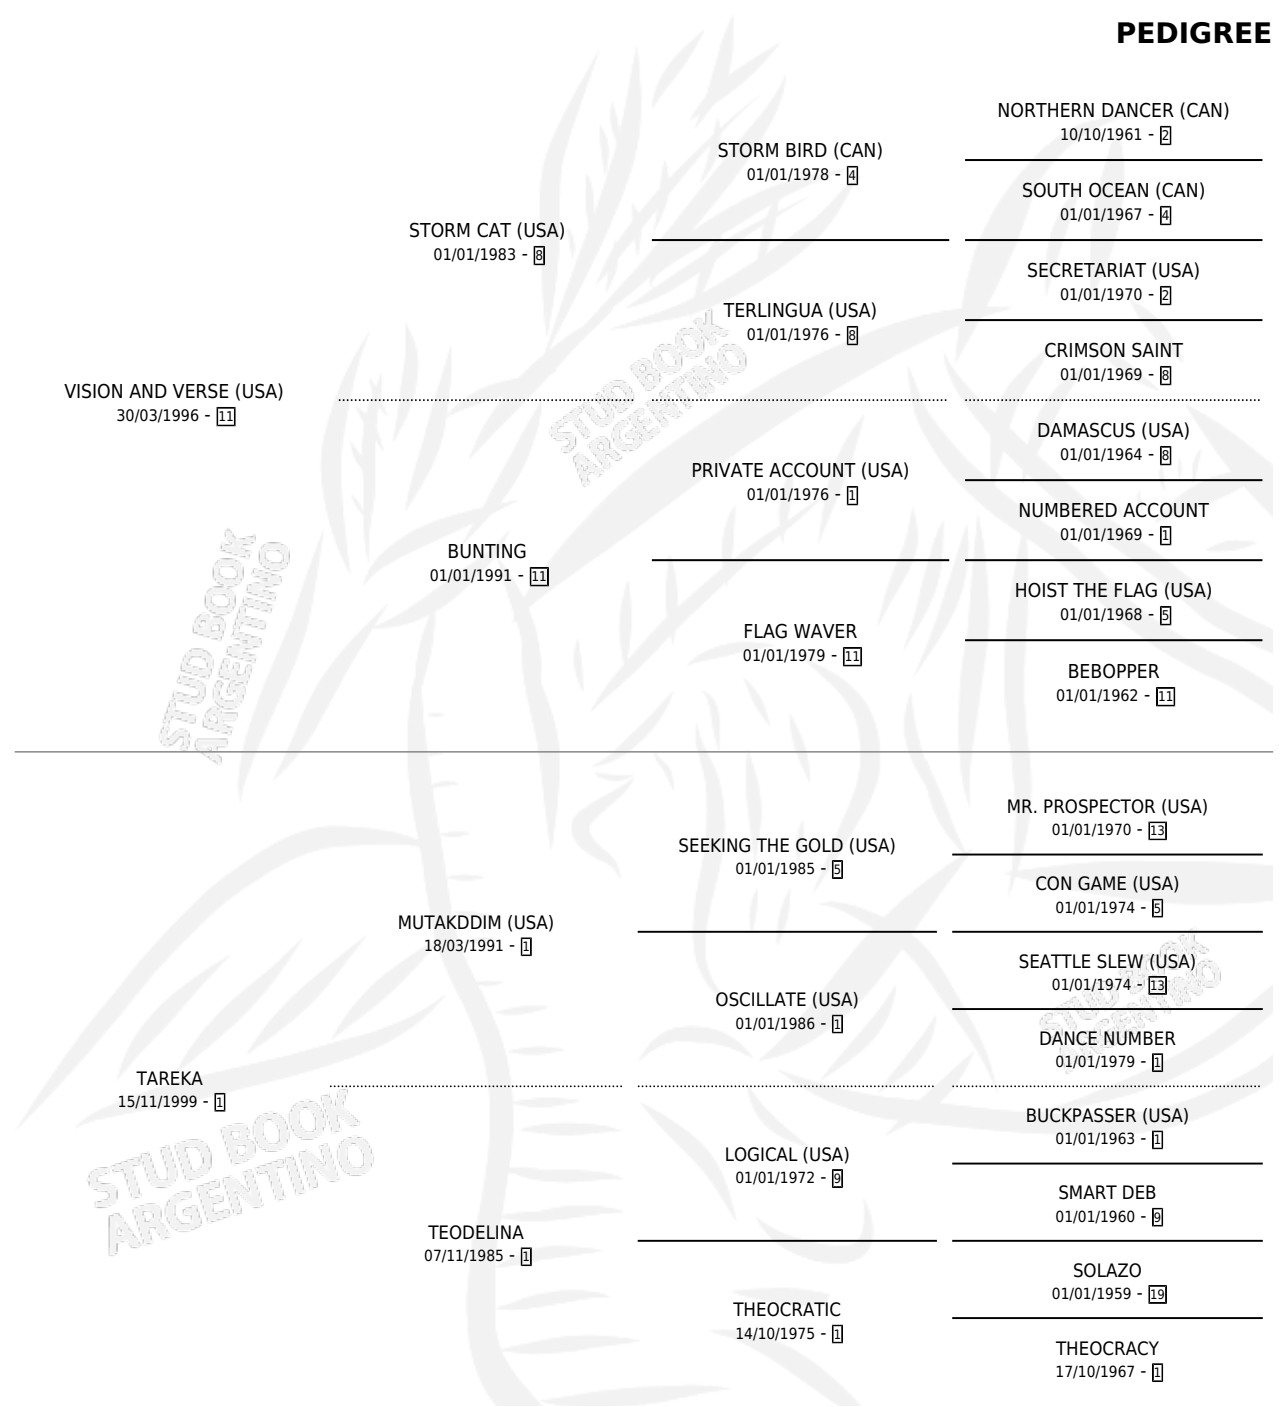 PEDIGREE
NORTHERN DANCER (CAN)
10/10/1961 - 2
STORM BIRD (CAN)
01/01/1978 - 4
SOUTH OCEAN (CAN)
01/01/1967 - 4
STORM CAT (USA)
01/01/1983 - 8
SECRETARIAT (USA)
01/01/1970 - 2
TERLINGUA (USA)
01/01/1976 - 8
CRIMSON SAINT
01/01/1969 - 8
VISION AND VERSE (USA)
30/03/1996 - 11
DAMASCUS (USA)
01/01/1964 - 8
PRIVATE ACCOUNT (USA)
01/01/1976 - 1
NUMBERED ACCOUNT
01/01/1969 - 1
BUNTING
01/01/1991 - 11
HOIST THE FLAG (USA)
01/01/1968 - 5
FLAG WAVER
01/01/1979 - 11
BEBOPPER
01/01/1962 - 11
MR. PROSPECTOR (USA)
01/01/1970 - 13
SEEKING THE GOLD (USA)
01/01/1985 - 5
CON GAME (USA)
01/01/1974 - 5
MUTAKDDIM (USA)
18/03/1991 - 1
SEATTLE SLEW (USA)
01/01/1974 - 13
OSCILLATE (USA)
01/01/1986 - 1
DANCE NUMBER
01/01/1979 - 1
TAREKA
15/11/1999 - 1
BUCKPASSER (USA)
01/01/1963 - 1
LOGICAL (USA)
01/01/1972 - 9
SMART DEB
01/01/1960 - 9
TEODELINA
07/11/1985 - 1
SOLAZO
01/01/1959 - 19
THEOCRATIC
14/10/1975 - 1
THEOCRACY
17/10/1967 - 1
STUD BOOK
ARGENTINO
STUD BOOK
ARGENTINO
STUD BOOK
ARGENTINO
STUD BOOK
ARGENTINO